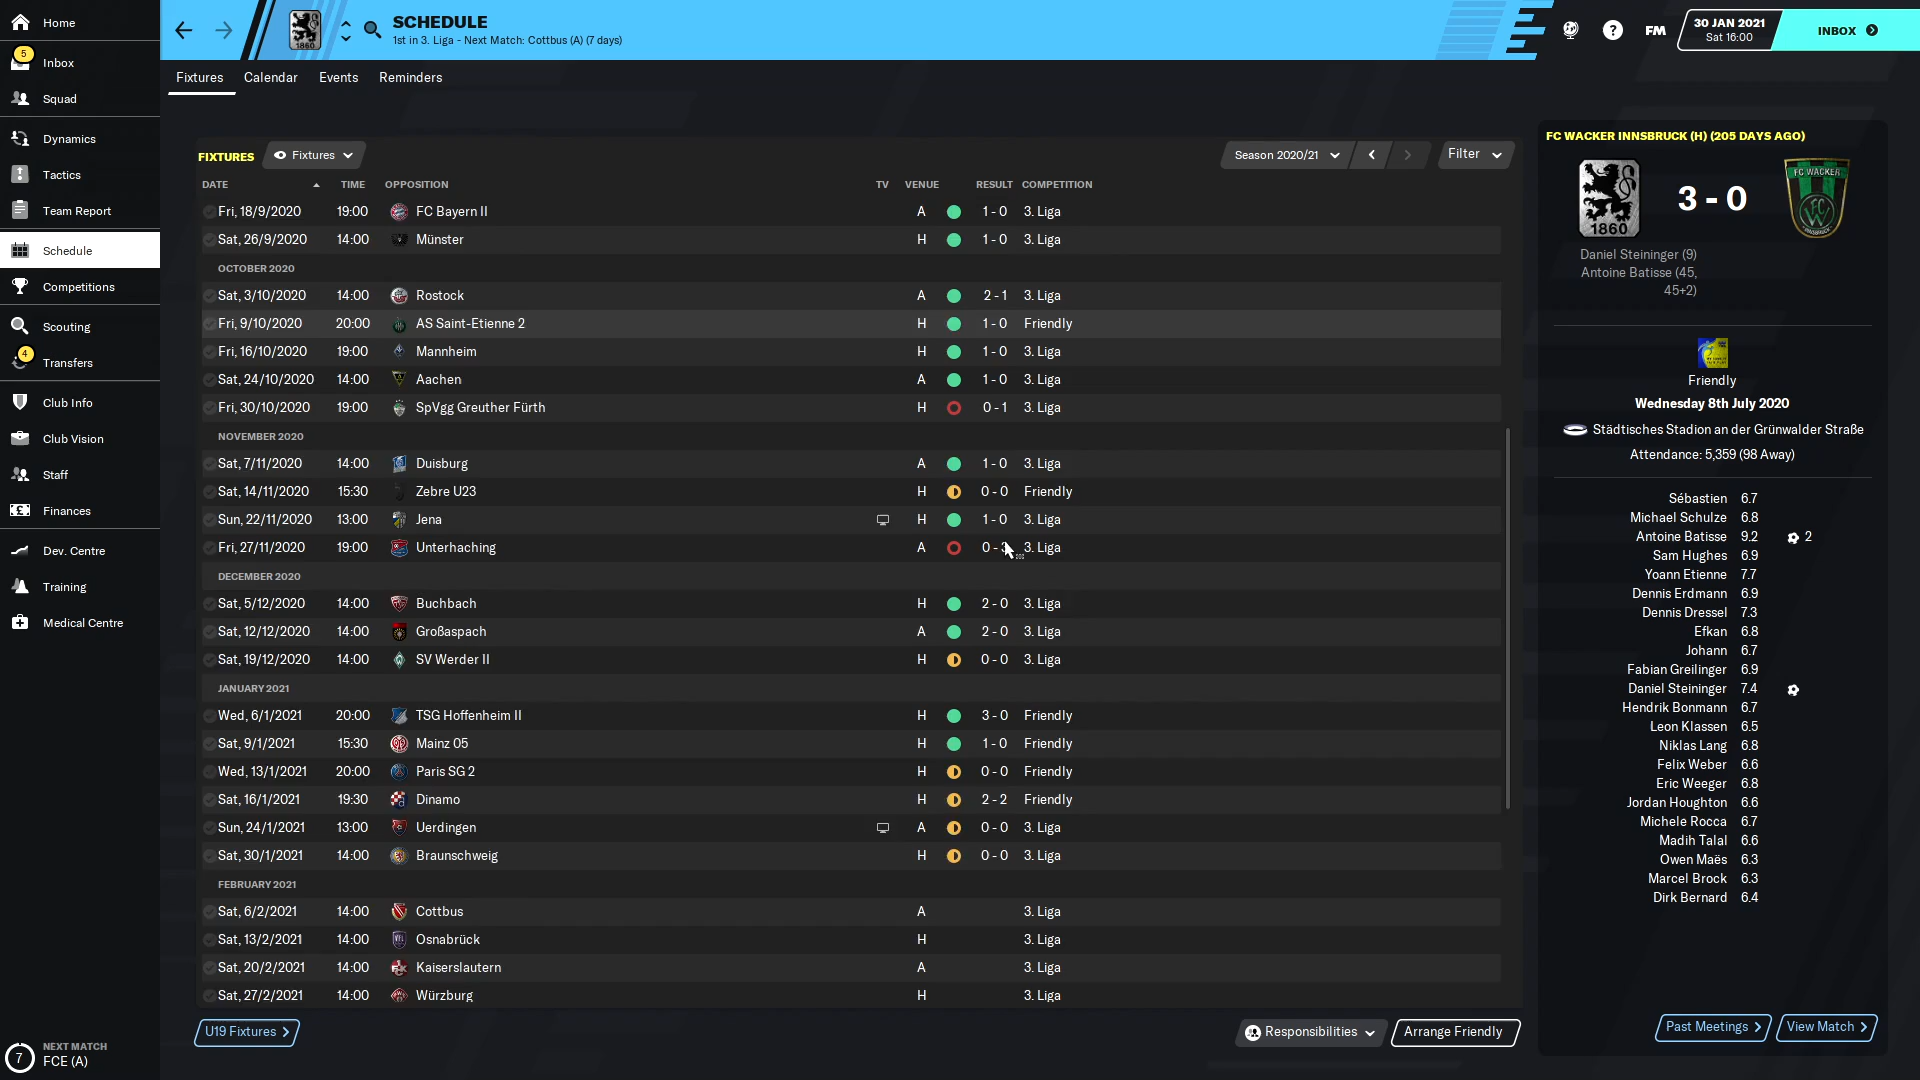 Home
5
Inbox
Squad
Dynamics
Tactics
Team Report
Schedule
Competitions
Scouting
4
Transfers
Club Info
Club Vision
Staff
Finances
Dev. Centre
Training
Medical Centre
7
NEXT MATCH
FCE (A)
1860
SCHEDULE
1st in 3. Liga - Next Match: Cottbus (A) (7 days)
? FM
30 JAN 2021
Sat 16:00
INBOX
Fixtures Calendar Events Reminders
FIXTURES Fixtures Season 2020/21 Filter
DATE TIME OPPOSITION TV VENUE RESULT COMPETITION
Fri, 18/9/2020 19:00 FC Bayern II A 1 - 0 3. Liga
Sat, 26/9/2020 14:00 Münster H 1 - 0 3. Liga
OCTOBER 2020
Sat, 3/10/2020 14:00 Rostock A 2 - 1 3. Liga
Fri, 9/10/2020 20:00 AS Saint-Etienne 2 H 1 - 0 Friendly
Fri, 16/10/2020 19:00 Mannheim H 1 - 0 3. Liga
Sat, 24/10/2020 14:00 Aachen A 1 - 0 3. Liga
Fri, 30/10/2020 19:00 SpVgg Greuther Fürth H 0 - 1 3. Liga
NOVEMBER 2020
Sat, 7/11/2020 14:00 Duisburg A 1 - 0 3. Liga
Sat, 14/11/2020 15:30 Zebre U23 H 0 - 0 Friendly
Sun, 22/11/2020 13:00 Jena H 1 - 0 3. Liga
Fri, 27/11/2020 19:00 Unterhaching A 0 - 3. Liga
DECEMBER 2020
Sat, 5/12/2020 14:00 Buchbach H 2 - 0 3. Liga
Sat, 12/12/2020 14:00 Großaspach A 2 - 0 3. Liga
Sat, 19/12/2020 14:00 SV Werder II H 0 - 0 3. Liga
JANUARY 2021
Wed, 6/1/2021 20:00 TSG Hoffenheim II H 3 - 0 Friendly
Sat, 9/1/2021 15:30 Mainz 05 H 1 - 0 Friendly
Wed, 13/1/2021 20:00 Paris SG 2 H 0 - 0 Friendly
Sat, 16/1/2021 19:30 Dinamo H 2 - 2 Friendly
Sun, 24/1/2021 13:00 Uerdingen A 0 - 0 3. Liga
Sat, 30/1/2021 14:00 Braunschweig H 0 - 0 3. Liga
FEBRUARY 2021
Sat, 6/2/2021 14:00 Cottbus A 3. Liga
Sat, 13/2/2021 14:00 Osnabrück H 3. Liga
Sat, 20/2/2021 14:00 Kaiserslautern A 3. Liga
Sat, 27/2/2021 14:00 Würzburg H 3. Liga
U19 Fixtures Responsibilities Arrange Friendly
FC WACKER INNSBRUCK (H) (205 DAYS AGO)
1860
3 - 0
FC WACKER
Daniel Steininger (9)
Antoine Batisse (45,
45+2)
Friendly
Wednesday 8th July 2020
Städtisches Stadion an der Grünwalder Straße
Attendance: 5,359 (98 Away)
Sébastien 6.7
Michael Schulze 6.8
Antoine Batisse 9.2 2
Sam Hughes 6.9
Yoann Etienne 7.7
Dennis Erdmann 6.9
Dennis Dressel 7.3
Efkan 6.8
Johann 6.7
Fabian Greilinger 6.9
Daniel Steininger 7.4
Hendrik Bonmann 6.7
Leon Klassen 6.5
Niklas Lang 6.8
Felix Weber 6.6
Eric Weeger 6.8
Jordan Houghton 6.6
Michele Rocca 6.7
Madih Talal 6.6
Owen Maës 6.3
Marcel Brock 6.3
Dirk Bernard 6.4
Past Meetings View Match